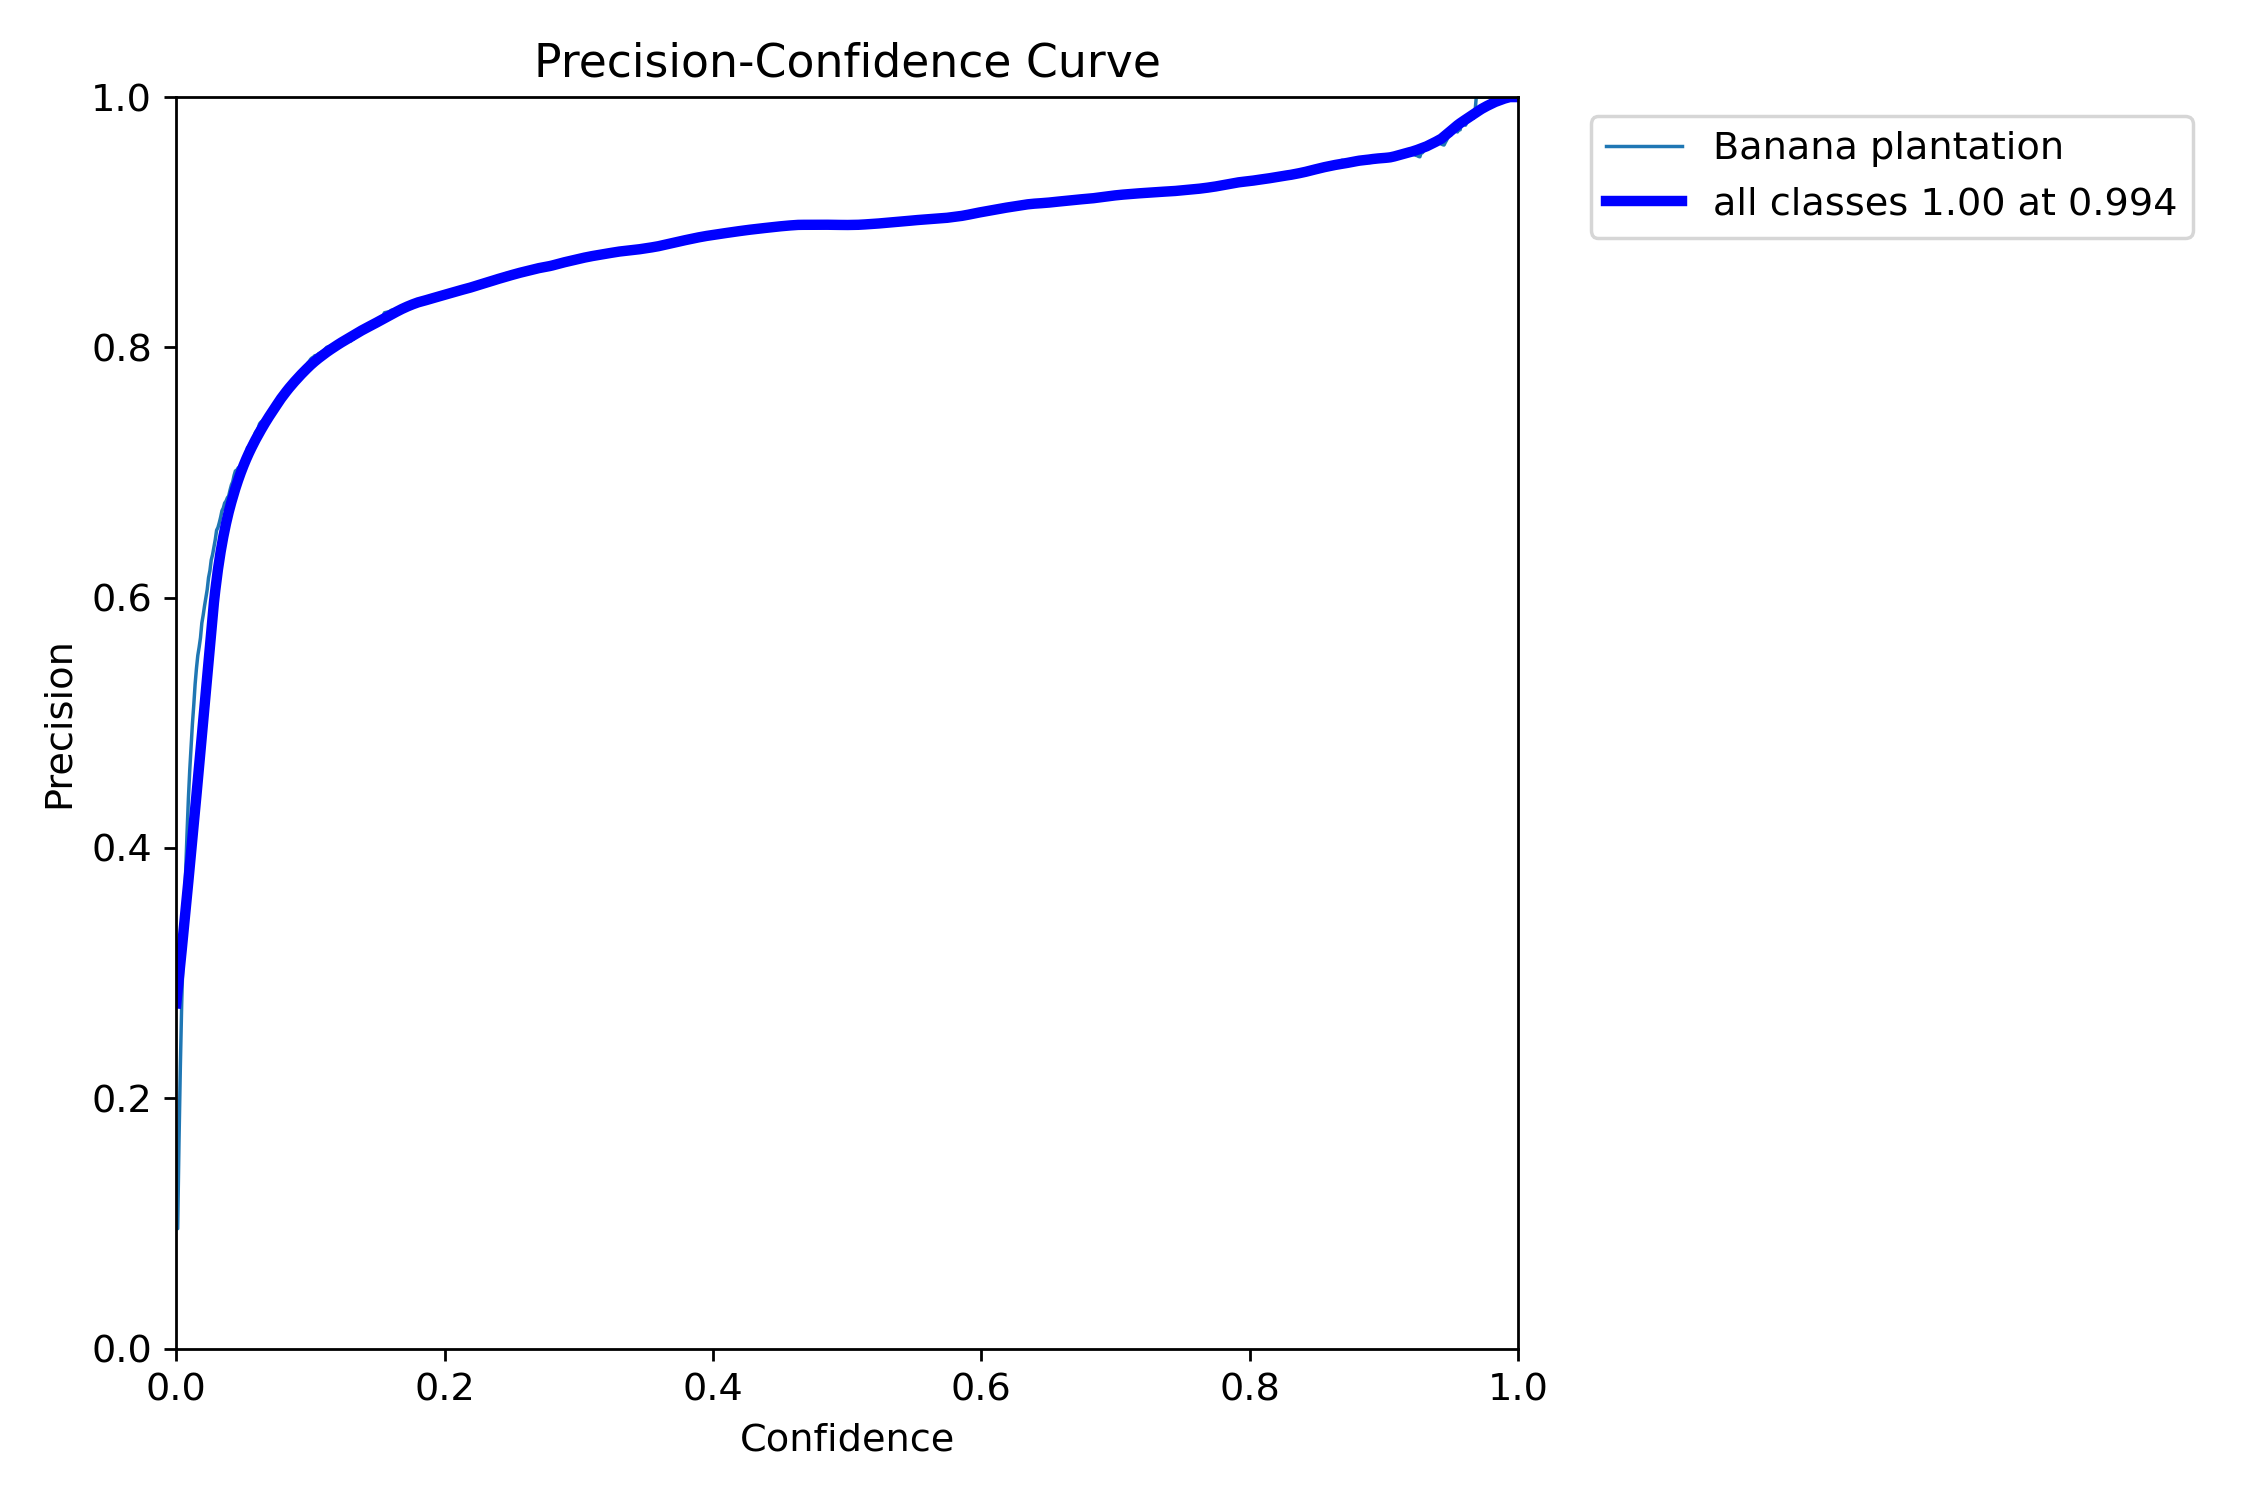 Precision-Confidence Curve
1.0
0.8
0.6
0.4
0.2
0.0
Precision
0.0 0.2 0.4 0.6 0.8 1.0
Confidence
Banana plantation
all classes 1.00 at 0.994